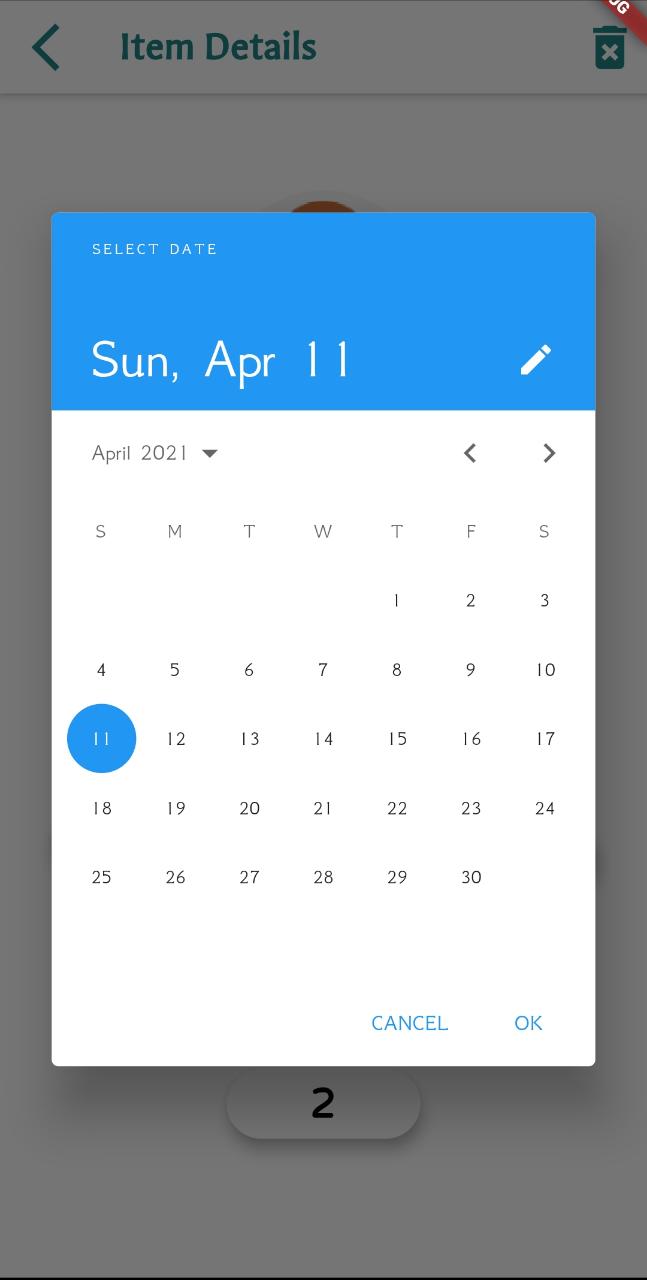 Item Details
SELECT DATE
Sun, Apr 11
April 2021
S M T W T F S
1 2 3
4 5 6 7 8 9 10
11 12 13 14 15 16 17
18 19 20 21 22 23 24
25 26 27 28 29 30
CANCEL OK
2